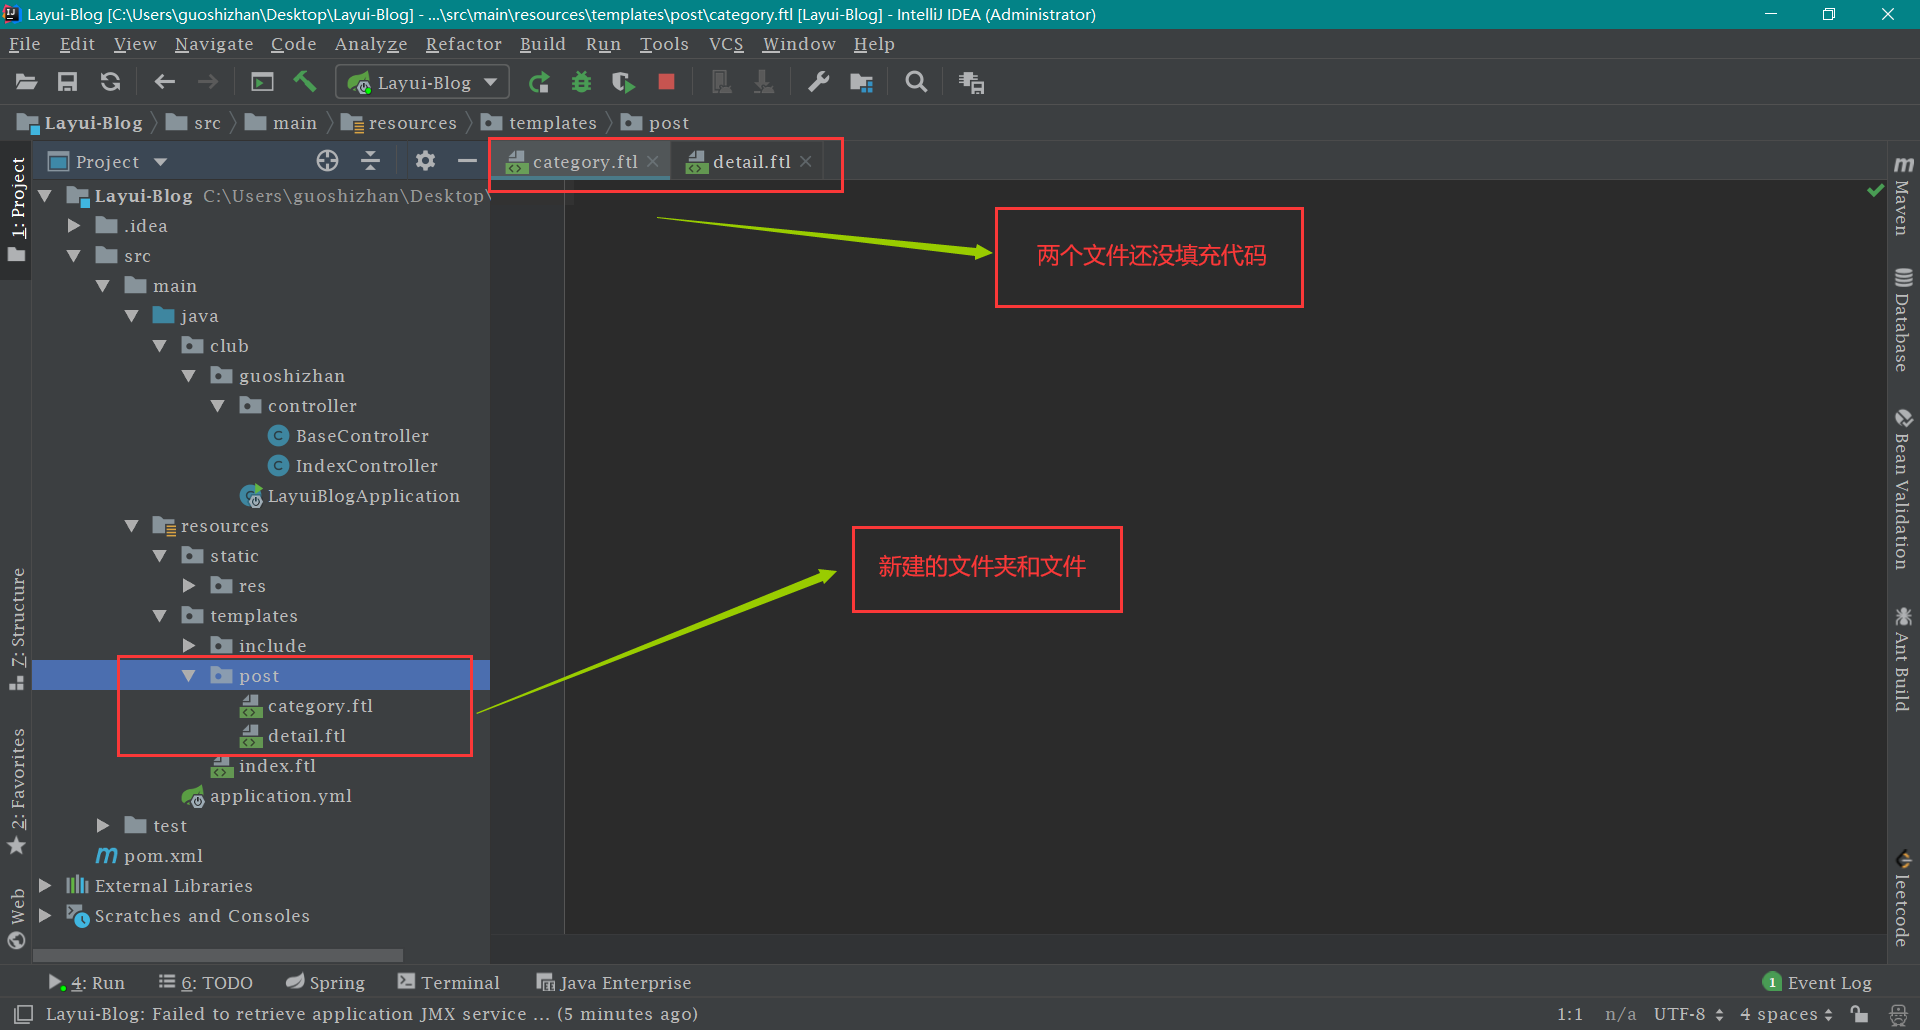 Layui-Blog [C:\Users\guoshizhan\Desktop\Layui-Blog] - ...\src\main\resources\templates\post\category.ftl [Layui-Blog] - IntelliJ IDEA (Administrator)
File Edit View Navigate Code Analyze Refactor Build Run Tools VCS Window Help
Layui-Blog
Layui-Blog src main resources templates post
1: Project
7: Structure
2: Favorites
Web
Project
Layui-Blog C:\Users\guoshizhan\Desktop\
.idea
src
main
java
club
guoshizhan
controller
BaseController
IndexController
LayuiBlogApplication
resources
static
res
templates
include
post
category.ftl
detail.ftl
index.ftl
application.yml
test
pom.xml
External Libraries
Scratches and Consoles
category.ftl detail.ftl
两个文件还没填充代码
新建的文件夹和文件
Maven
Database
Bean Validation
Ant Build
leetcode
4: Run 6: TODO Spring Terminal Java Enterprise 1 Event Log
Layui-Blog: Failed to retrieve application JMX service ... (5 minutes ago) 1:1 n/a UTF-8 4 spaces